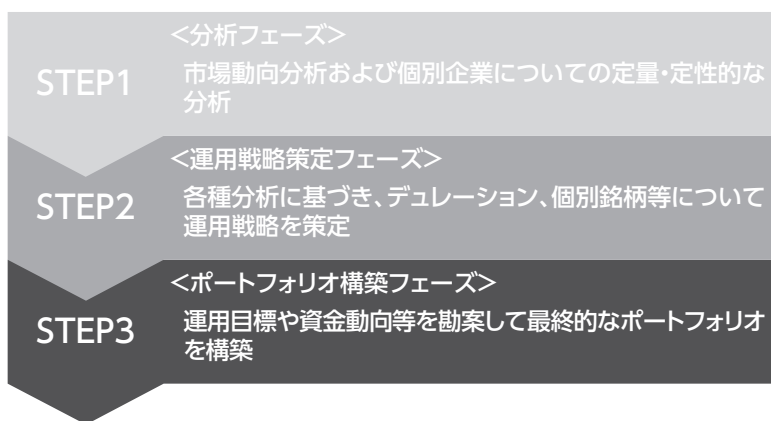 STEP1
<分析フェーズ>
市場動向分析および個別企業についての定量・定性的な
分析
STEP2
<運用戦略策定フェーズ>
各種分析に基づき、デュレーション、個別銘柄等について
運用戦略を策定
STEP3
<ポートフォリオ構築フェーズ>
運用目標や資金動向等を勘案して最終的なポートフォリオ
を構築